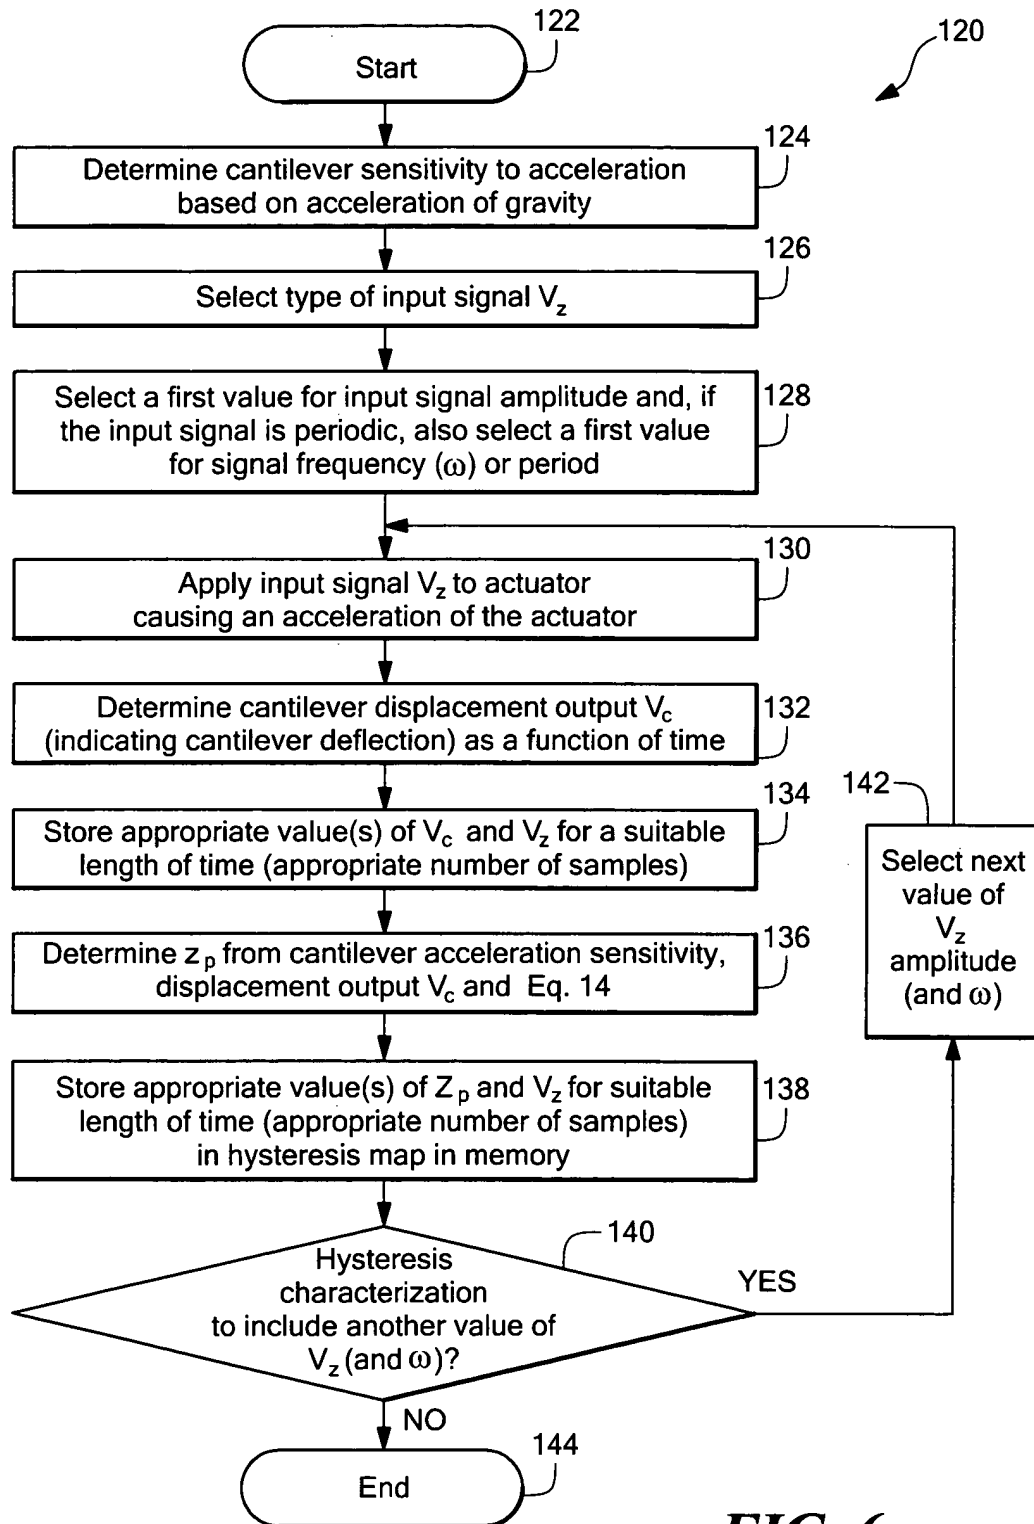 120
122
Start
124
Determine cantilever sensitivity to acceleration
based on acceleration of gravity
126
Select type of input signal Vz
128
Select a first value for input signal amplitude and, if
the input signal is periodic, also select a first value
for signal frequency (ω) or period
130
Apply input signal Vz to actuator
causing an acceleration of the actuator
132
Determine cantilever displacement output Vc
(indicating cantilever deflection) as a function of time
134
Store appropriate value(s) of Vc and Vz for a suitable
length of time (appropriate number of samples)
136
Determine zp from cantilever acceleration sensitivity,
displacement output Vc and Eq. 14
138
Store appropriate value(s) of Zp and Vz for suitable
length of time (appropriate number of samples)
in hysteresis map in memory
140
Hysteresis
characterization
to include another value of
Vz (and ω)?
YES
142
Select next
value of
Vz
amplitude
(and ω)
NO
144
End
FIG. 6